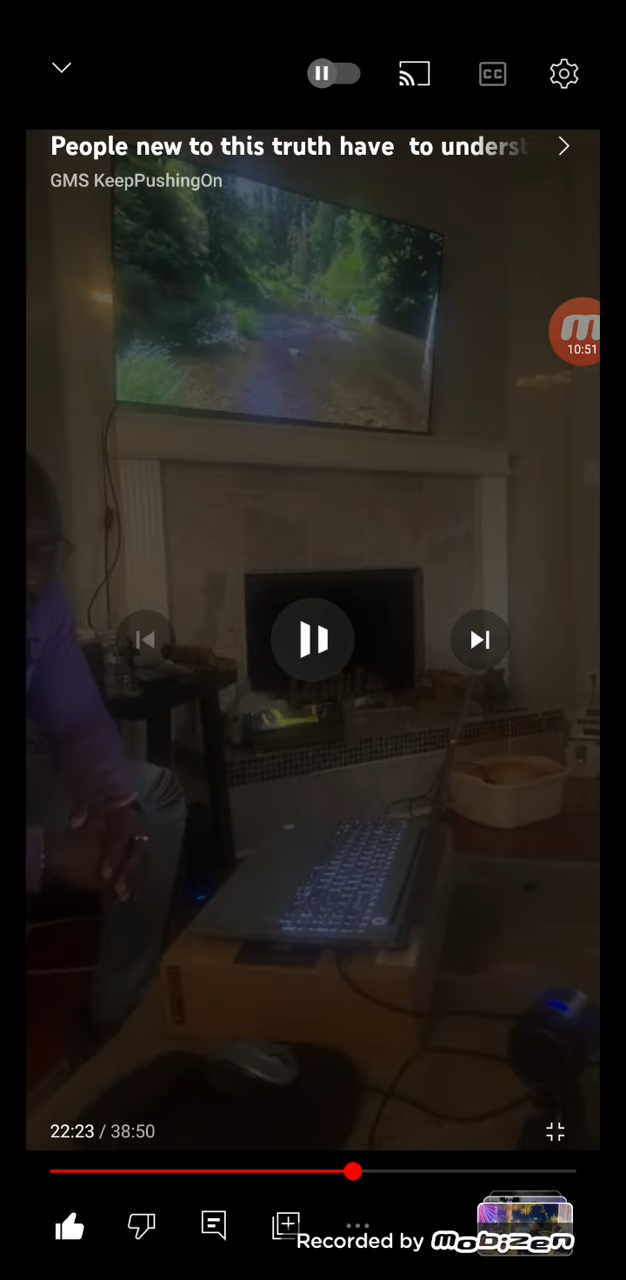 CC
People new to this truth have to underst
GMS KeepPushingOn
m
10:51
22:23 / 38:50
Recorded by mobizen